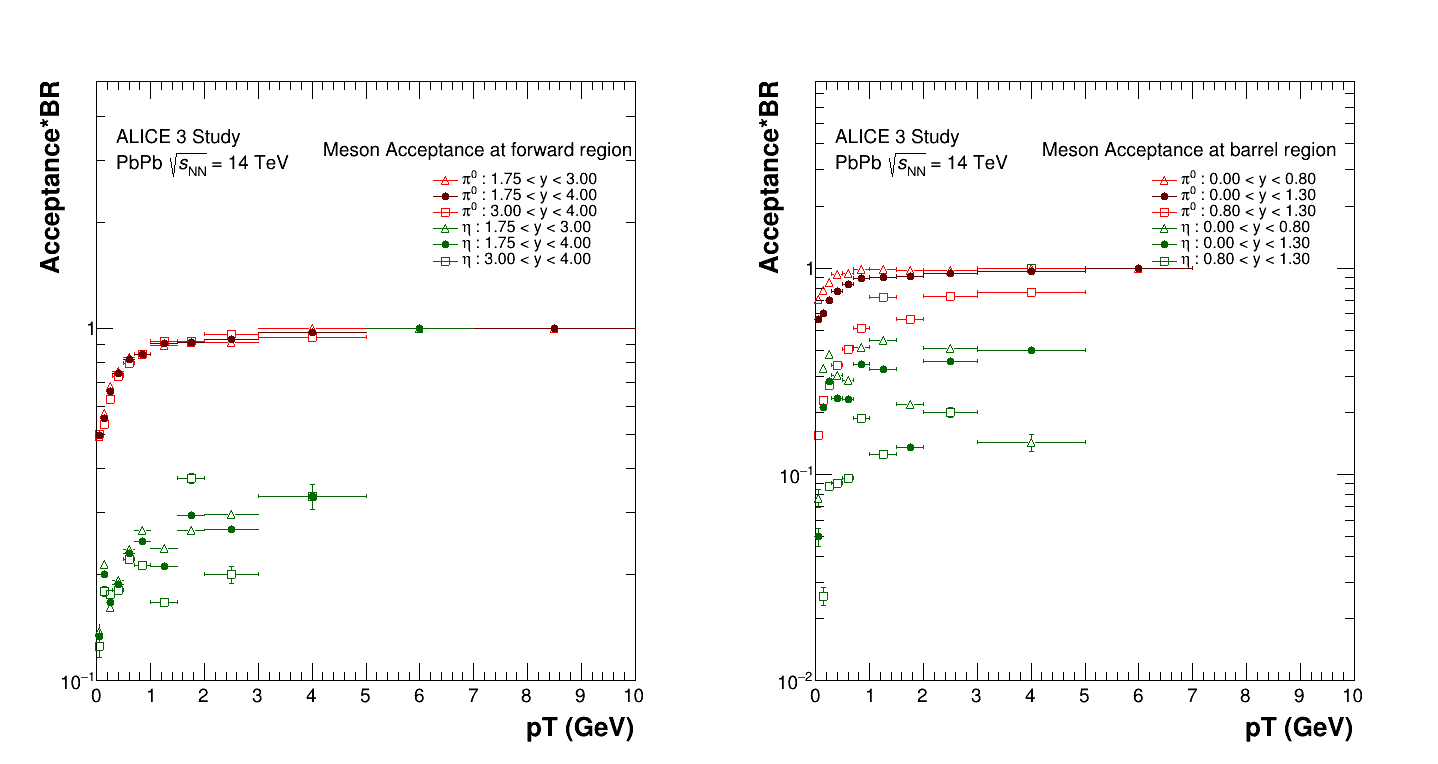 Acceptance*BR
ALICE 3 Study
PbPb √s_NN = 14 TeV
Meson Acceptance at forward region
π⁰ : 1.75 < y < 3.00
π⁰ : 1.75 < y < 4.00
π⁰ : 3.00 < y < 4.00
η : 1.75 < y < 3.00
η : 1.75 < y < 4.00
η : 3.00 < y < 4.00
1
10⁻¹
0 1 2 3 4 5 6 7 8 9 10
pT (GeV)
Acceptance*BR
ALICE 3 Study
PbPb √s_NN = 14 TeV
Meson Acceptance at barrel region
π⁰ : 0.00 < y < 0.80
π⁰ : 0.00 < y < 1.30
π⁰ : 0.80 < y < 1.30
η : 0.00 < y < 0.80
η : 0.00 < y < 1.30
η : 0.80 < y < 1.30
1
10⁻¹
10⁻²
0 1 2 3 4 5 6 7 8 9 10
pT (GeV)